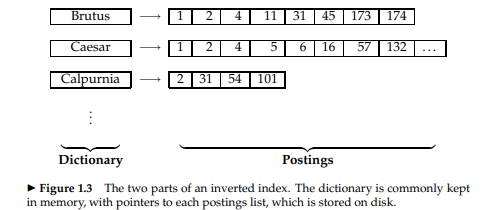 Brutus → 1 2 4 11 31 45 173 174
Caesar → 1 2 4 5 6 16 57 132 ...
Calpurnia → 2 31 54 101
⋮
Dictionary Postings
► Figure 1.3 The two parts of an inverted index. The dictionary is commonly kept
in memory, with pointers to each postings list, which is stored on disk.